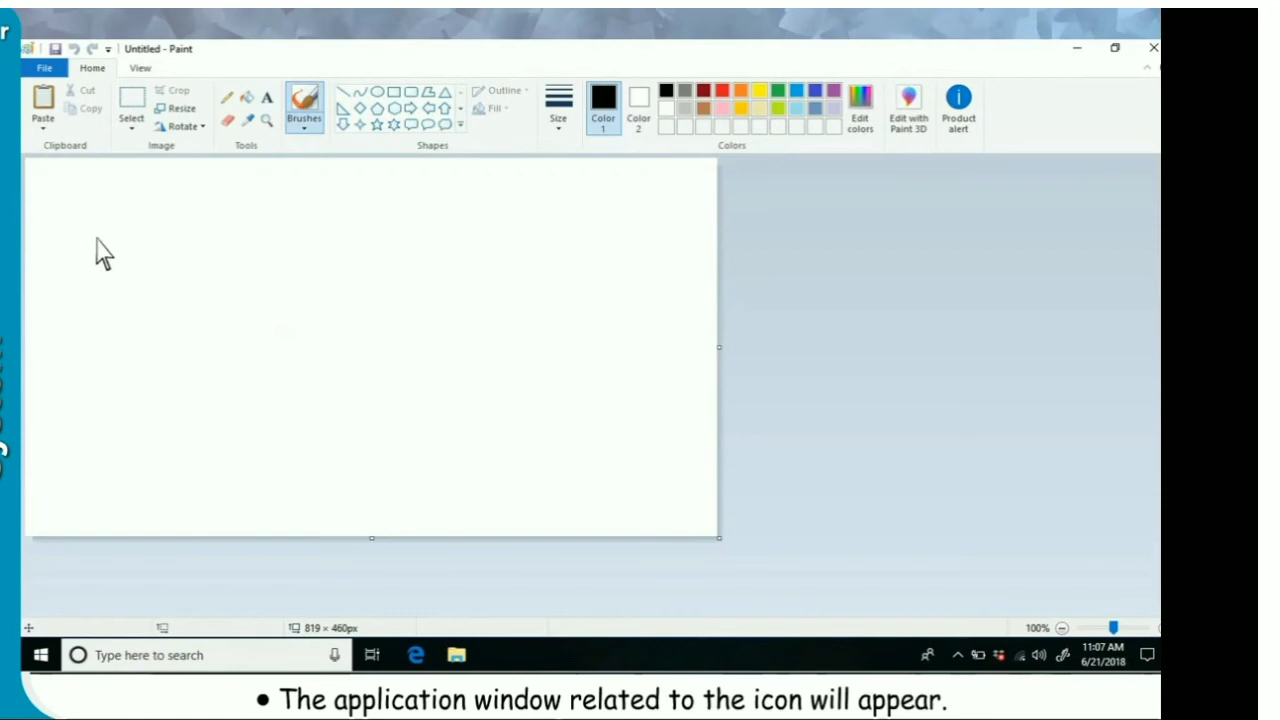 r
Untitled - Paint
File Home View
Paste
Cut
Copy
Clipboard
Select
Crop
Resize
Rotate
Image
A
Tools
Brushes
Shapes
Outline
Fill
Size
Color 1
Color 2
Colors
Edit colors
Edit with Paint 3D
Product alert
819 × 460px
100%
Type here to search
11:07 AM
6/21/2018
• The application window related to the icon will appear.